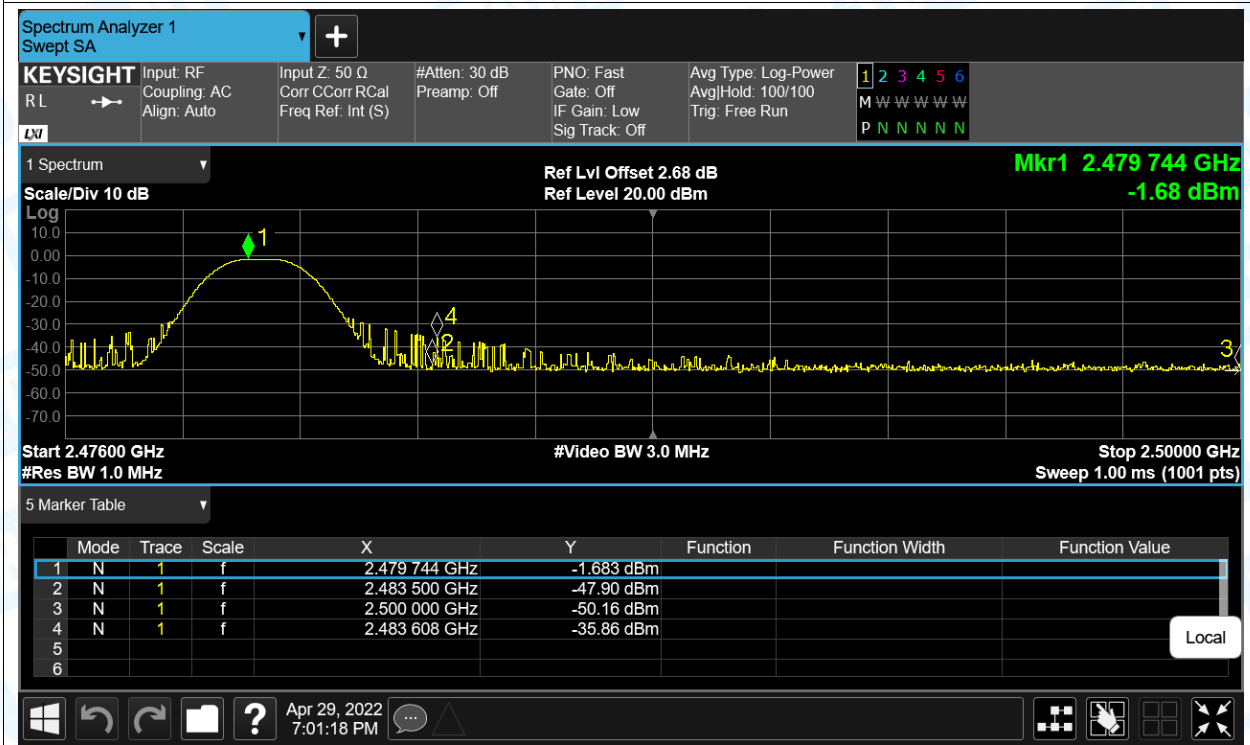 Spectrum Analyzer 1
Swept SA
+
KEYSIGHT
R L
LXI
Input: RF
Coupling: AC
Align: Auto
Input Z: 50 Ω
Corr CCorr RCal
Freq Ref: Int (S)
#Atten: 30 dB
Preamp: Off
PNO: Fast
Gate: Off
IF Gain: Low
Sig Track: Off
Avg Type: Log-Power
Avg|Hold: 100/100
Trig: Free Run
1 2 3 4 5 6
M W W W W W
P N N N N N
1 Spectrum
Scale/Div 10 dB
Ref Lvl Offset 2.68 dB
Ref Level 20.00 dBm
Mkr1 2.479 744 GHz
-1.68 dBm
Log
10.0
0.00
-10.0
-20.0
-30.0
-40.0
-50.0
-60.0
-70.0
1
4
2
3
Start 2.47600 GHz
#Video BW 3.0 MHz
Stop 2.50000 GHz
#Res BW 1.0 MHz
Sweep 1.00 ms (1001 pts)
5 Marker Table
Mode Trace Scale X Y Function Function Width Function Value
1 N 1 f 2.479 744 GHz -1.683 dBm
2 N 1 f 2.483 500 GHz -47.90 dBm
3 N 1 f 2.500 000 GHz -50.16 dBm
4 N 1 f 2.483 608 GHz -35.86 dBm
5
6
Local
?
Apr 29, 2022
7:01:18 PM